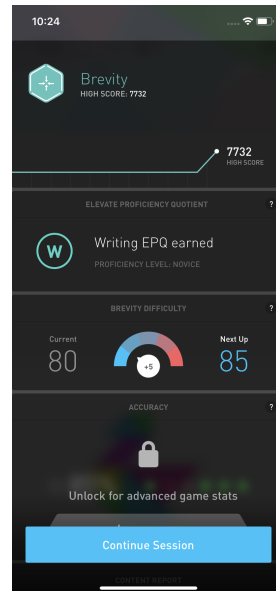 10:24
Brevity
HIGH SCORE: 7732
7732
HIGH SCORE
ELEVATE PROFICIENCY QUOTIENT
?
W
Writing EPQ earned
PROFICIENCY LEVEL: NOVICE
BREVITY DIFFICULTY
?
Current
80
+5
Next Up
85
ACCURACY
?
Unlock for advanced game stats
Continue Session
CONTENT REPORT